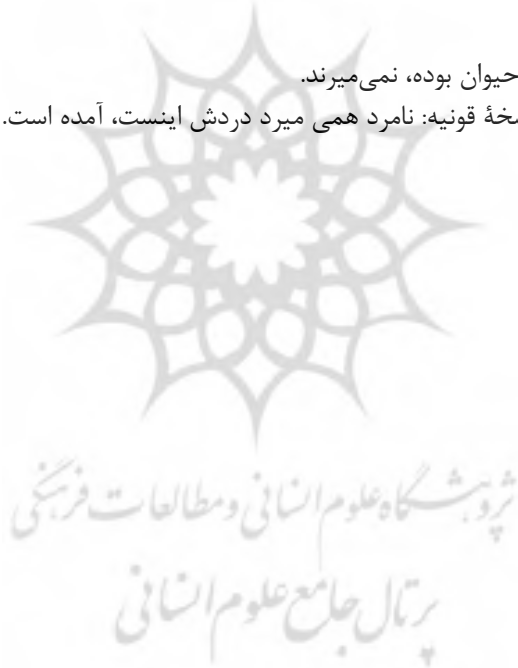 حیوان بوده، نمی‌میرند.
خهٔ قونیه: نامرد همی میرد دردش اینست، آمده است.
پژوهشگاه علوم انسانی و مطالعات فرهنگی
پرتال جامع علوم انسانی